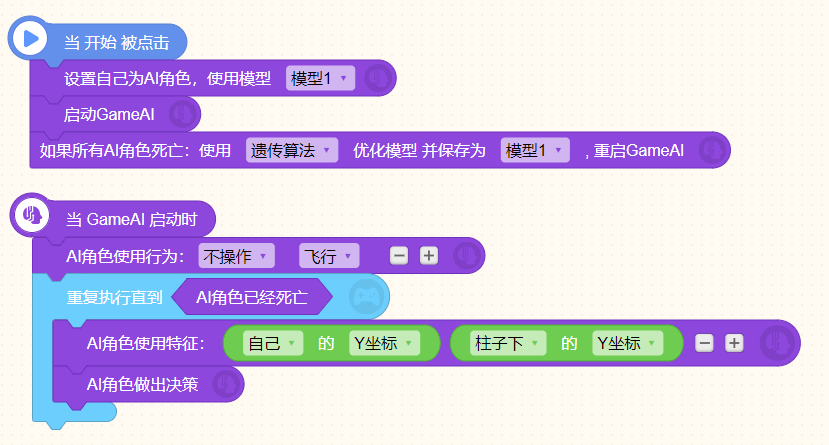 当 开始 被点击
设置自己为AI角色，使用模型 模型1
启动GameAI
如果所有AI角色死亡：使用 遗传算法 优化模型 并保存为 模型1 , 重启GameAI
当 GameAI 启动时
AI角色使用行为： 不操作 飞行
重复执行直到 AI角色已经死亡
AI角色使用特征： 自己 的 Y坐标 柱子下 的 Y坐标
AI角色做出决策